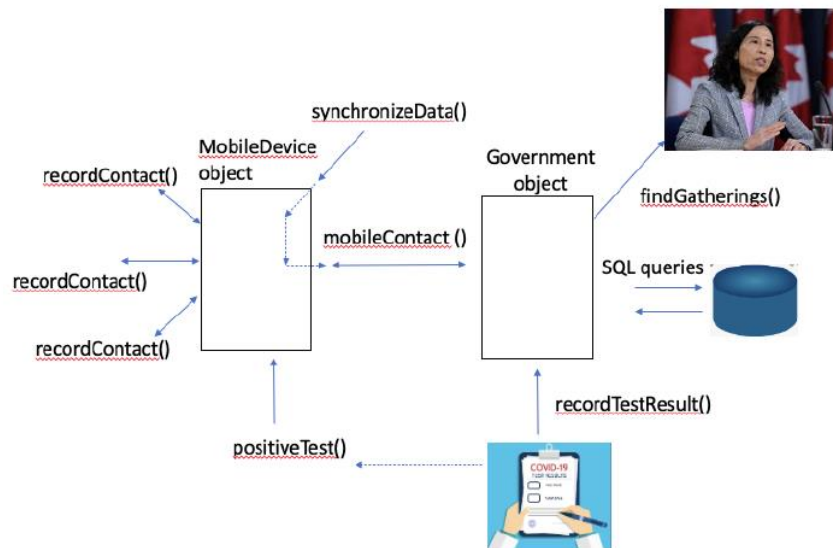 synchronizeData()
MobileDevice
object
Government
object
recordContact()
findGatherings()
mobileContact ()
SQL queries
recordContact()
recordContact()
recordTestResult()
positiveTest()
COVID-19
TEST RESULTS